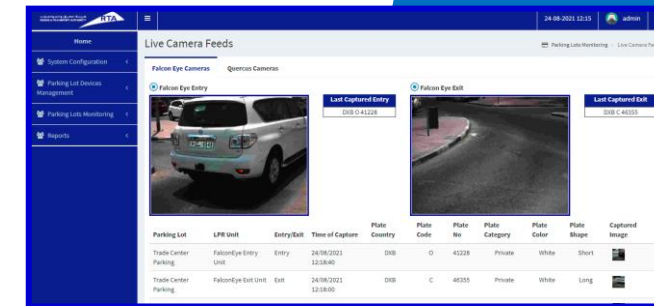 RTA
24-08-2021 12:15 admin
Home
Live Camera Feeds
Parking Lots Monitoring Live Camera Fe
System Configuration
Falcon Eye Cameras Quercus Cameras
Parking Lot Devices
Management
Falcon Eye Entry Falcon Eye Exit
Last Captured Entry Last Captured Exit
Parking Lots Monitoring
DXB O 41228 DXB C 46355
Reports
Parking Lot LPR Unit Entry/Exit Time of Capture Plate Country Plate Code Plate No Plate Category Plate Color Plate Shape Captured Image
Trade Center Parking FalconEye Entry Unit Entry 24/08/2021 12:18:40 DXB O 41228 Private White Short
Trade Center Parking FalconEye Exit Unit Exit 24/08/2021 12:18:00 DXB C 46355 Private White Long